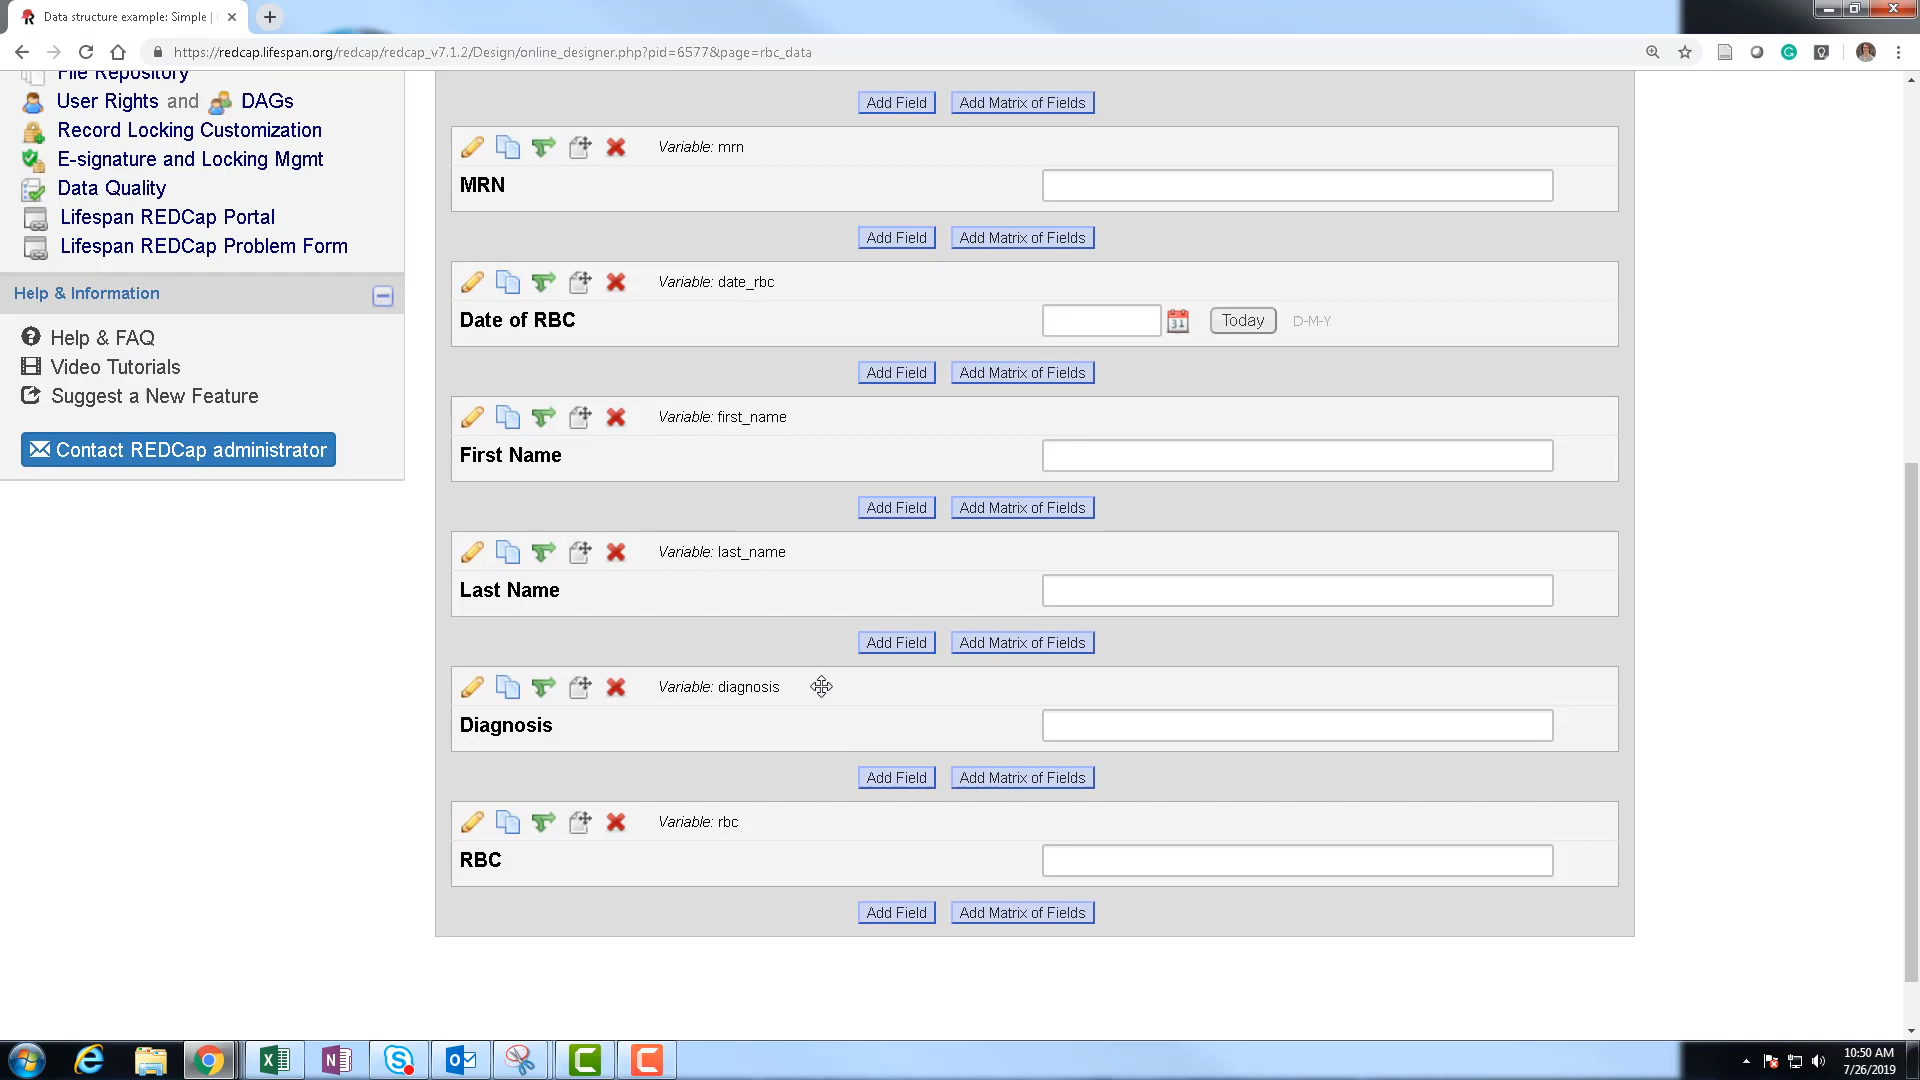 Data structure example: Simple |
https://redcap.lifespan.org/redcap/redcap_v7.1.2/Design/online_designer.php?pid=6577&page=rbc_data
File Repository
User Rights and DAGs
Record Locking Customization
E-signature and Locking Mgmt
Data Quality
Lifespan REDCap Portal
Lifespan REDCap Problem Form
Help & Information
Help & FAQ
Video Tutorials
Suggest a New Feature
Contact REDCap administrator
Add Field Add Matrix of Fields
Variable: mrn
MRN
Add Field Add Matrix of Fields
Variable: date_rbc
Date of RBC
31 Today D-M-Y
Add Field Add Matrix of Fields
Variable: first_name
First Name
Add Field Add Matrix of Fields
Variable: last_name
Last Name
Add Field Add Matrix of Fields
Variable: diagnosis
Diagnosis
Add Field Add Matrix of Fields
Variable: rbc
RBC
Add Field Add Matrix of Fields
10:50 AM
7/26/2019